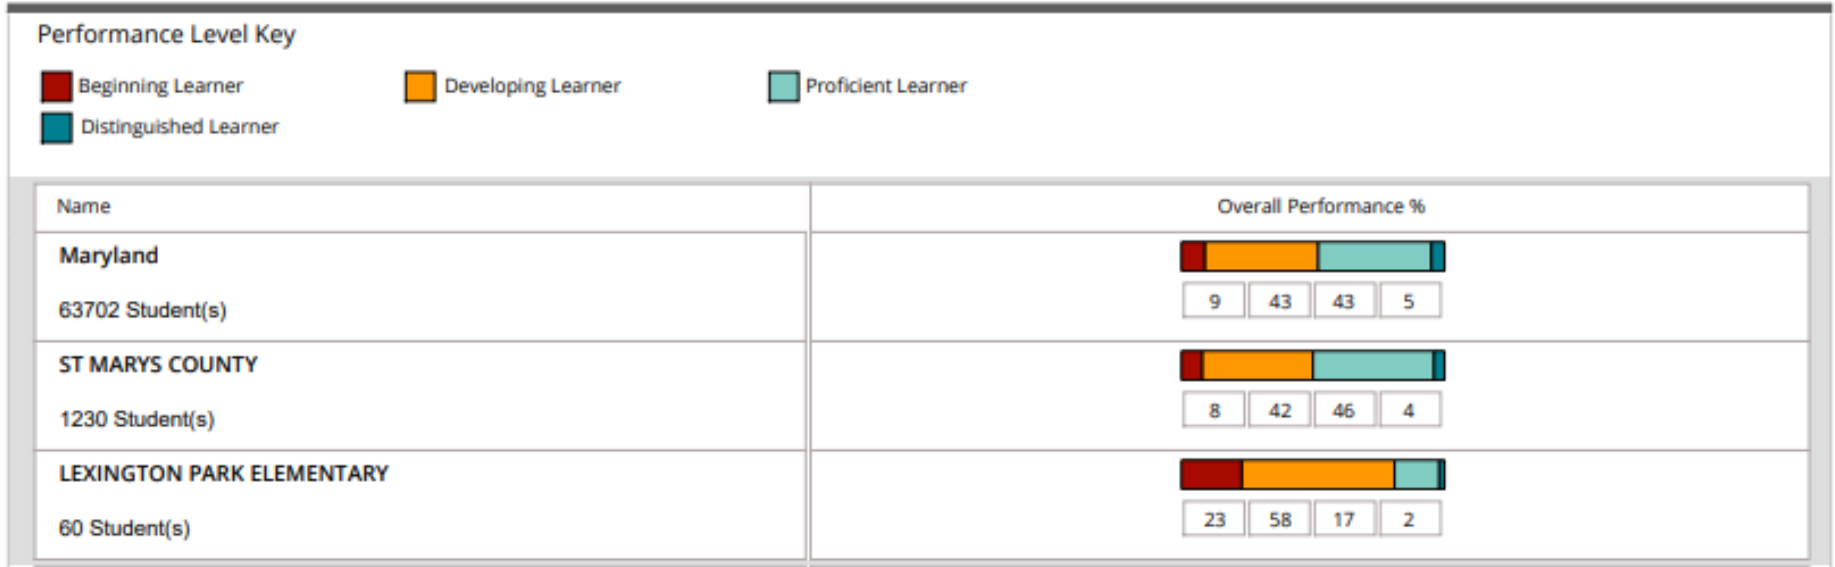 Performance Level Key
Beginning Learner Developing Learner Proficient Learner
Distinguished Learner
Name Overall Performance %
Maryland
63702 Student(s)
9 43 43 5
ST MARYS COUNTY
1230 Student(s)
8 42 46 4
LEXINGTON PARK ELEMENTARY
60 Student(s)
23 58 17 2